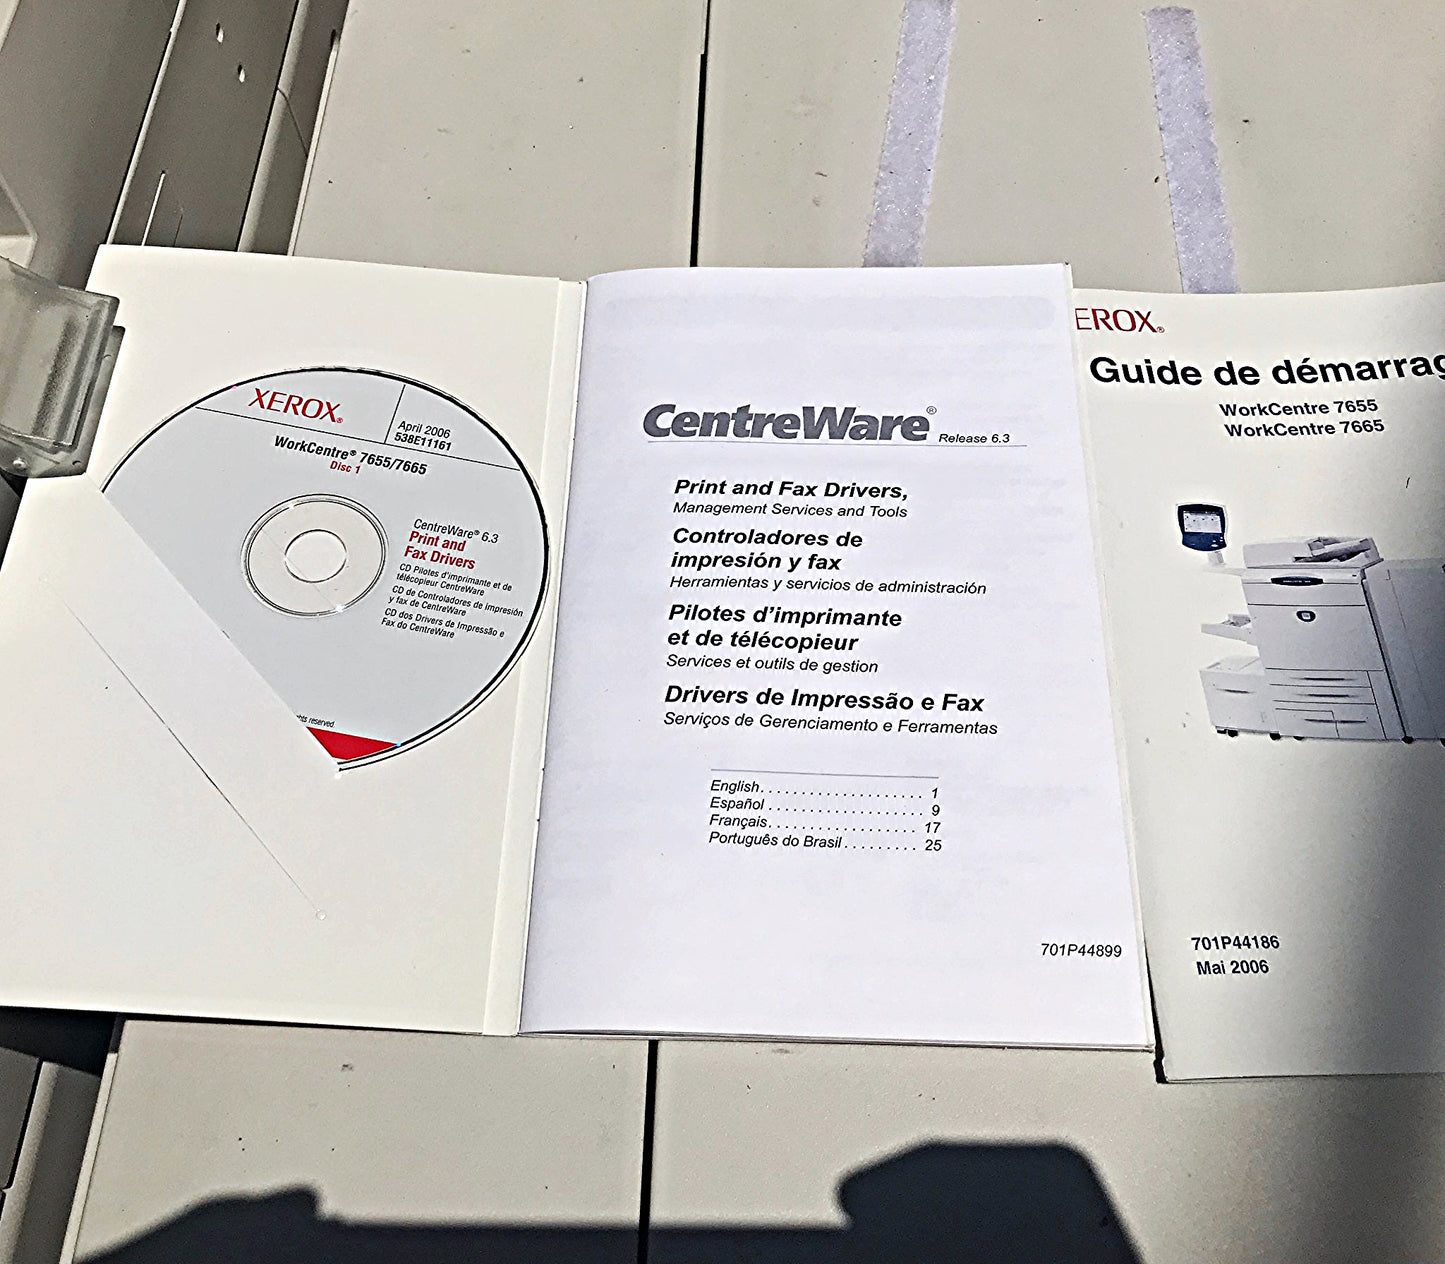 XEROX®
April 2006
538E11161
WorkCentre® 7655/7665
Disc 1
CentreWare® 6.3
Print and
Fax Drivers
CD Pilotes d'imprimante et de
télécopieur CentreWare
CD de Controladores de impresión
y fax de CentreWare
CD dos Drivers de Impressão e
Fax do CentreWare
reserved
CentreWare®
Release 6.3
Print and Fax Drivers,
Management Services and Tools
Controladores de
impresión y fax
Herramientas y servicios de administración
Pilotes d'imprimante
et de télécopieur
Services et outils de gestion
Drivers de Impressão e Fax
Serviços de Gerenciamento e Ferramentas
English. . . . . . . . . . . . . . . . . . . . 1
Español . . . . . . . . . . . . . . . . . . . 9
Français. . . . . . . . . . . . . . . . . . 17
Português do Brasil . . . . . . . . . 25
701P44899
EROX®
Guide de démarrag
WorkCentre 7655
WorkCentre 7665
701P44186
Mai 2006